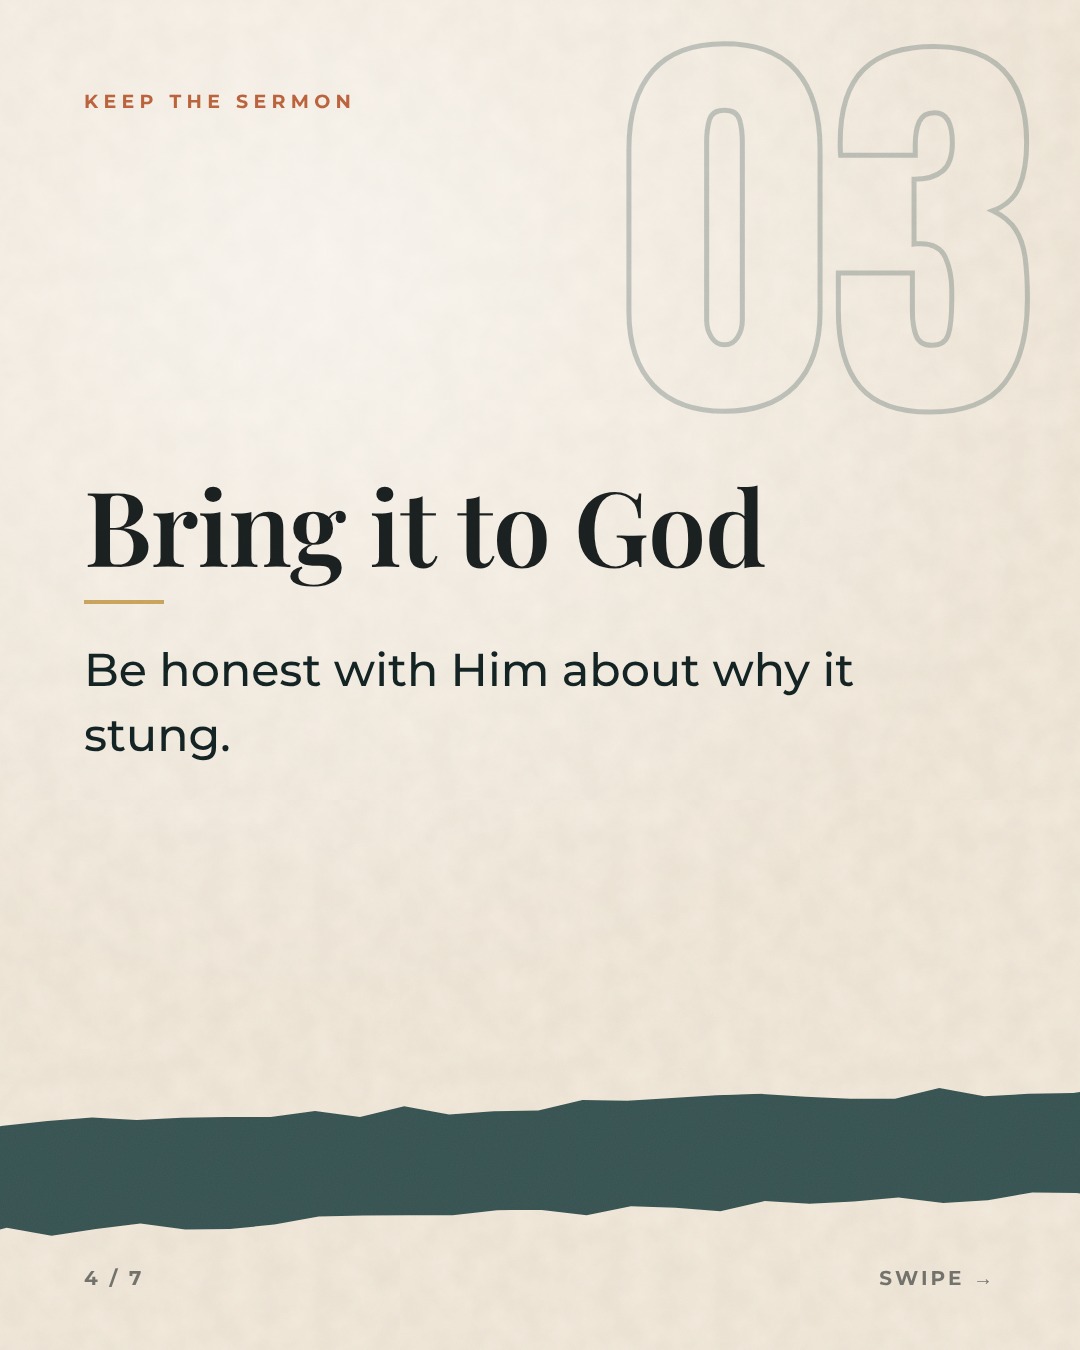 KEEP THE SERMON
03
Bring it to God
Be honest with Him about why it
stung.
4 / 7
SWIPE →